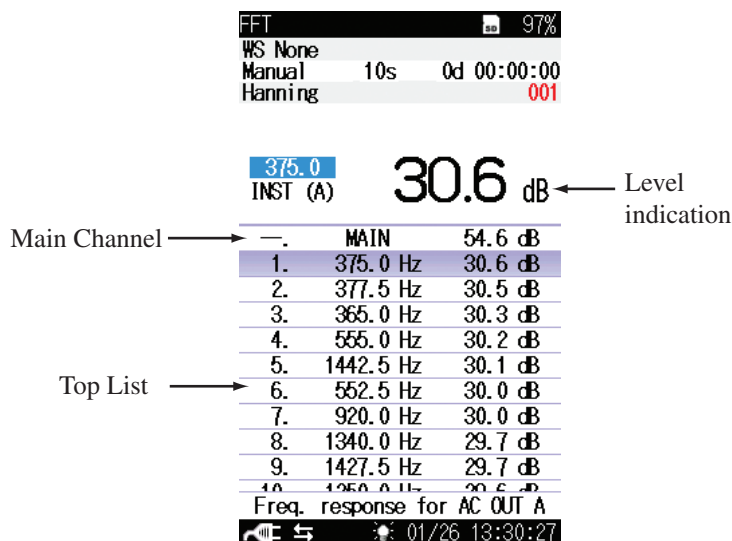 FFT SD 97%
WS None
Manual 10s 0d 00:00:00
Hanning 001
375.0
INST (A) 30.6 dB
Level
indication
Main Channel
—. MAIN 54.6 dB
1. 375.0 Hz 30.6 dB
2. 377.5 Hz 30.5 dB
3. 365.0 Hz 30.3 dB
4. 555.0 Hz 30.2 dB
5. 1442.5 Hz 30.1 dB
Top List
6. 552.5 Hz 30.0 dB
7. 920.0 Hz 30.0 dB
8. 1340.0 Hz 29.7 dB
9. 1427.5 Hz 29.7 dB
Freq. response for AC OUT A
01/26 13:30:27